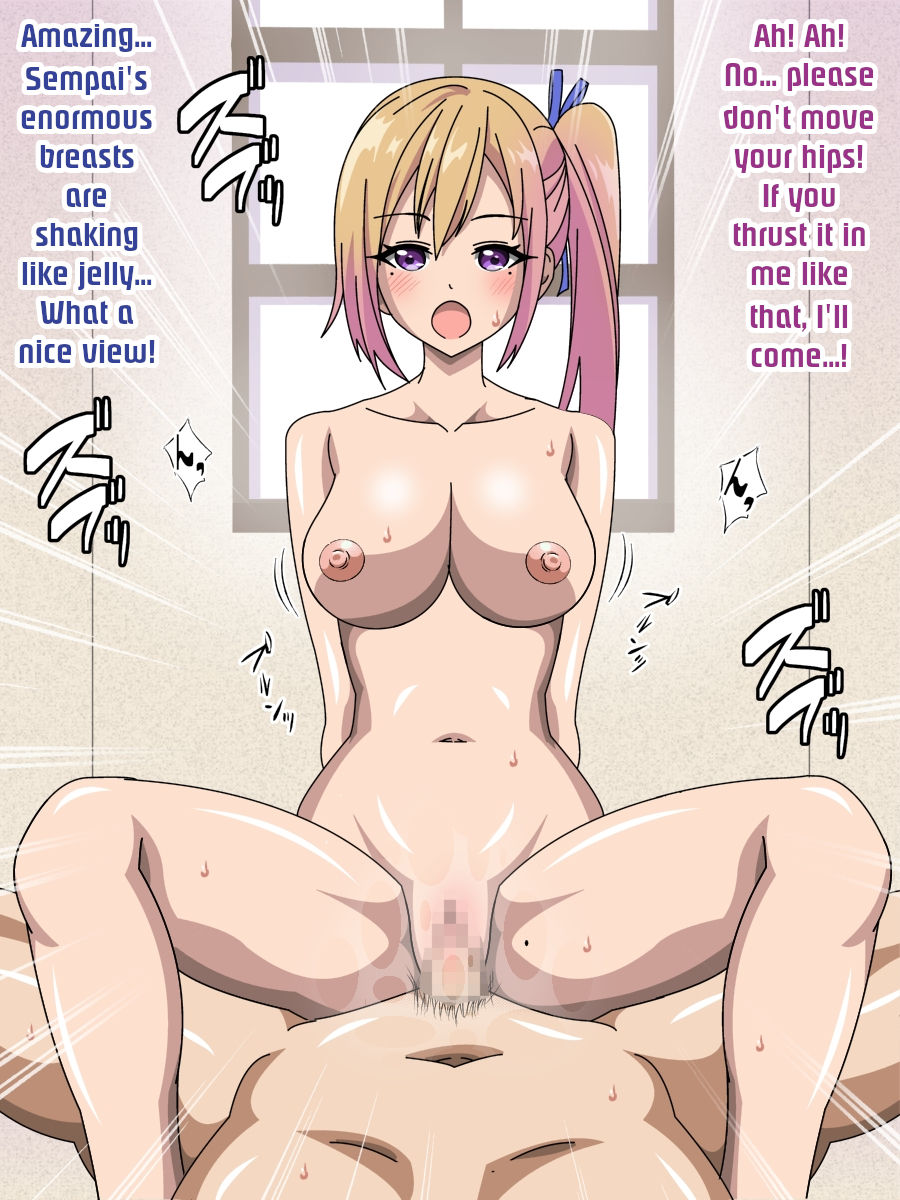 Amazing...
Sempai's
enormous
breasts
are
shaking
like jelly...
What a
nice view!
Ah! Ah!
No... please
don't move
your hips!
If you
thrust it in
me like
that, I'll
come...!